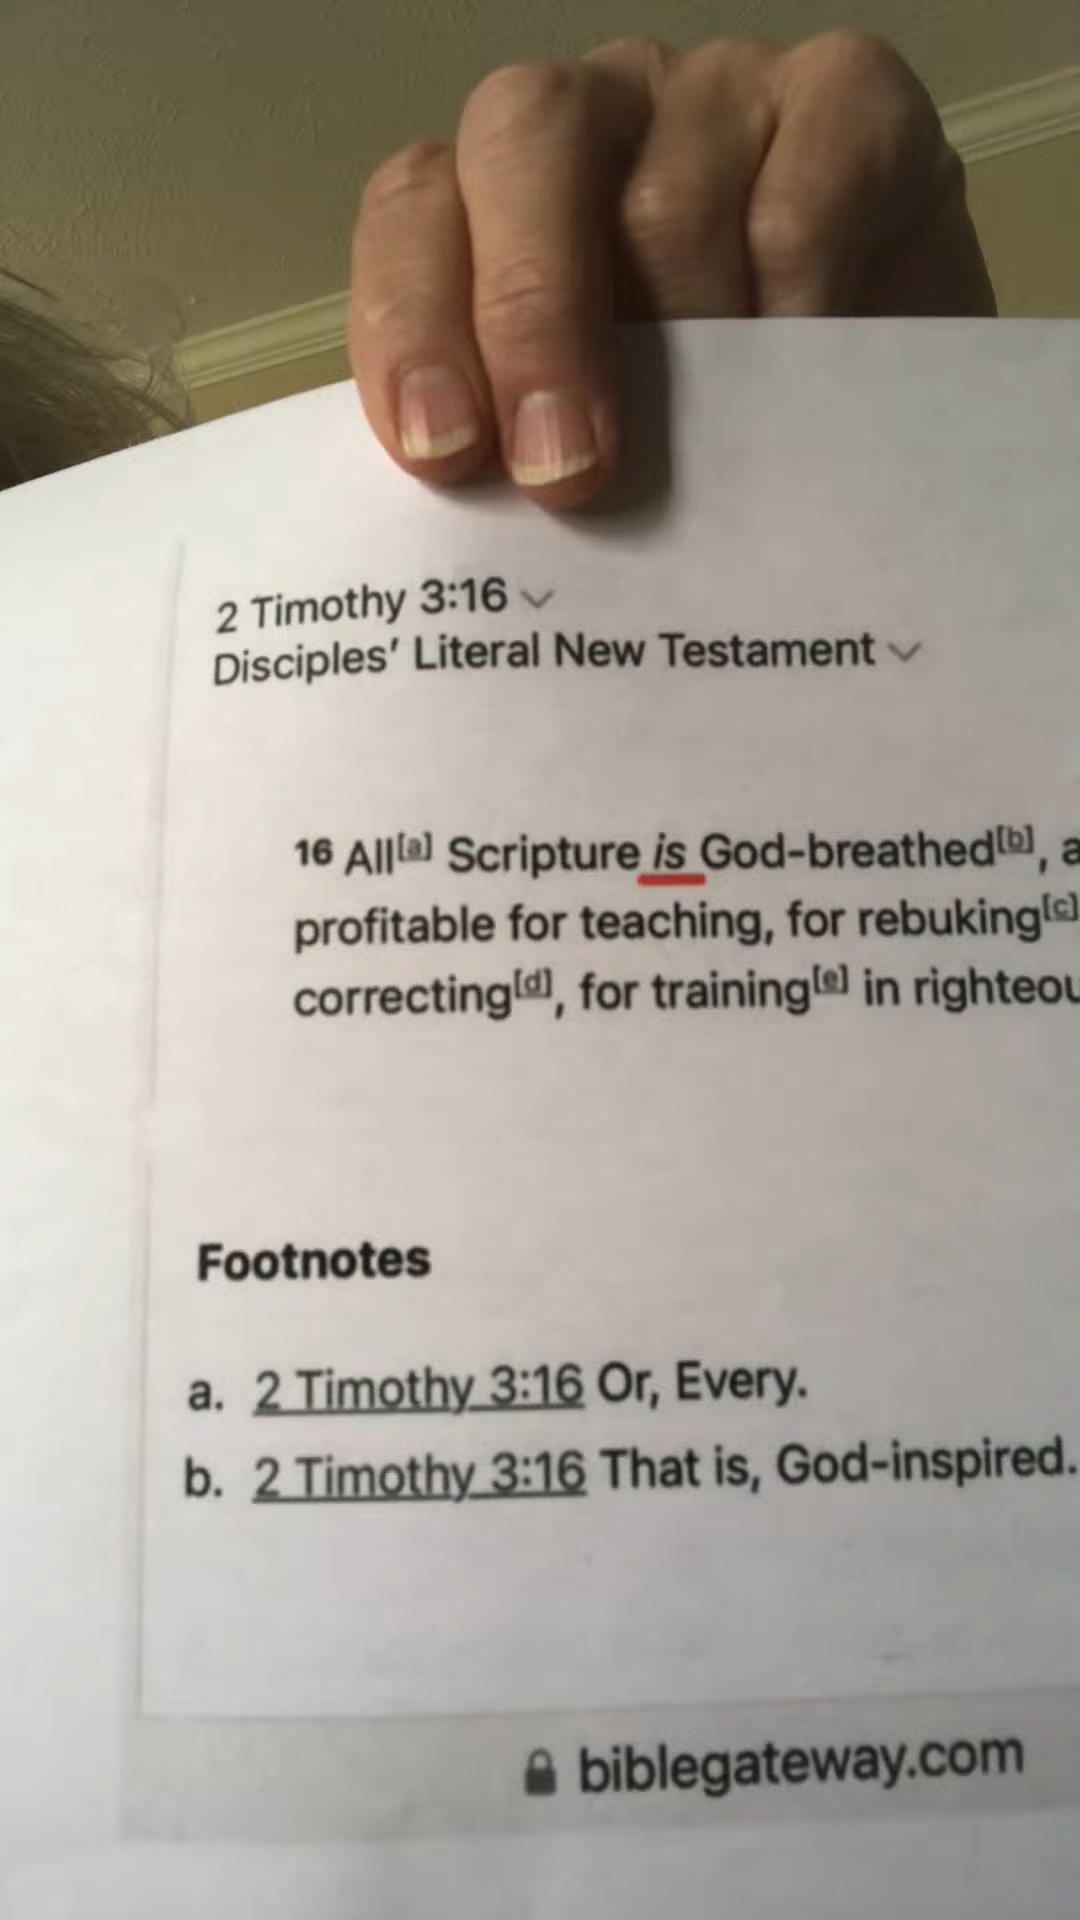 2 Timothy 3:16
Disciples’ Literal New Testament
16 All[a] Scripture is God-breathed[b], a
profitable for teaching, for rebuking[c]
correcting[d], for training[e] in righteou
Footnotes
a. 2 Timothy 3:16 Or, Every.
b. 2 Timothy 3:16 That is, God-inspired.
biblegateway.com